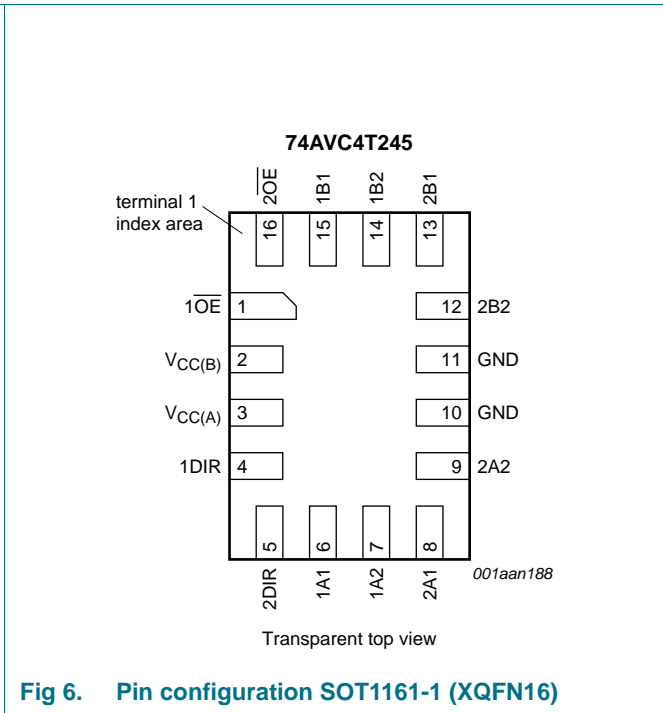 74AVC4T245
terminal 1
index area
2O̅E̅
1B1
1B2
2B1
16
15
14
13
1O̅E̅
1
12
2B2
VCC(B)
2
11
GND
VCC(A)
3
10
GND
1DIR
4
9
2A2
5
6
7
8
2DIR
1A1
1A2
2A1
001aan188
Transparent top view
Fig 6. Pin configuration SOT1161-1 (XQFN16)